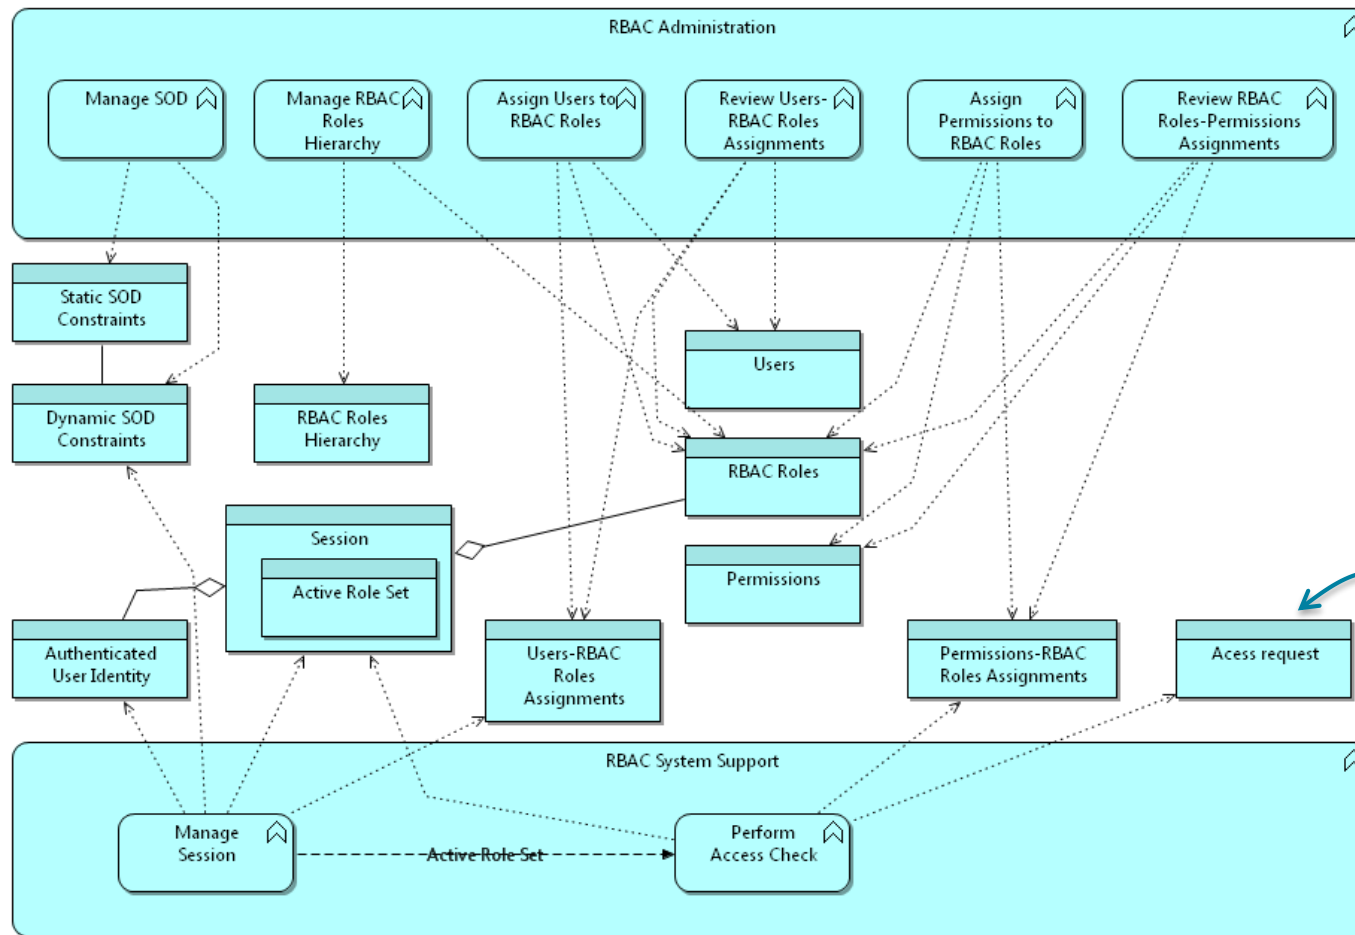 RBAC Administration
Manage SOD
Manage RBAC
Roles
Hierarchy
Assign Users to
RBAC Roles
Review Users-
RBAC Roles
Assignments
Assign
Permissions to
RBAC Roles
Review RBAC
Roles-Permissions
Assignments
Static SOD
Constraints
Users
Dynamic SOD
Constraints
RBAC Roles
Hierarchy
RBAC Roles
Session
Active Role Set
Permissions
Authenticated
User Identity
Users-RBAC
Roles
Assignments
Permissions-RBAC
Roles Assignments
Acess request
RBAC System Support
Manage
Session
Active Role Set
Perform
Access Check